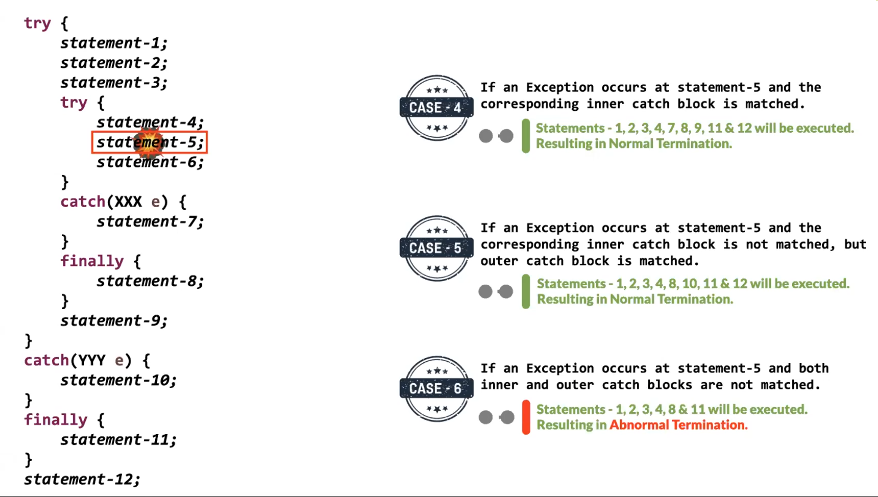 try {
statement-1;
statement-2;
statement-3;
try {
statement-4;
statement-5;
statement-6;
}
catch(XXX e) {
statement-7;
}
finally {
statement-8;
}
statement-9;
}
catch(YYY e) {
statement-10;
}
finally {
statement-11;
}
statement-12;
CASE - 4
If an Exception occurs at statement-5 and the
corresponding inner catch block is matched.
Statements - 1, 2, 3, 4, 7, 8, 9, 11 & 12 will be executed.
Resulting in Normal Termination.
CASE - 5
If an Exception occurs at statement-5 and the
corresponding inner catch block is not matched, but
outer catch block is matched.
Statements - 1, 2, 3, 4, 8, 10, 11 & 12 will be executed.
Resulting in Normal Termination.
CASE - 6
If an Exception occurs at statement-5 and both
inner and outer catch blocks are not matched.
Statements - 1, 2, 3, 4, 8 & 11 will be executed.
Resulting in Abnormal Termination.